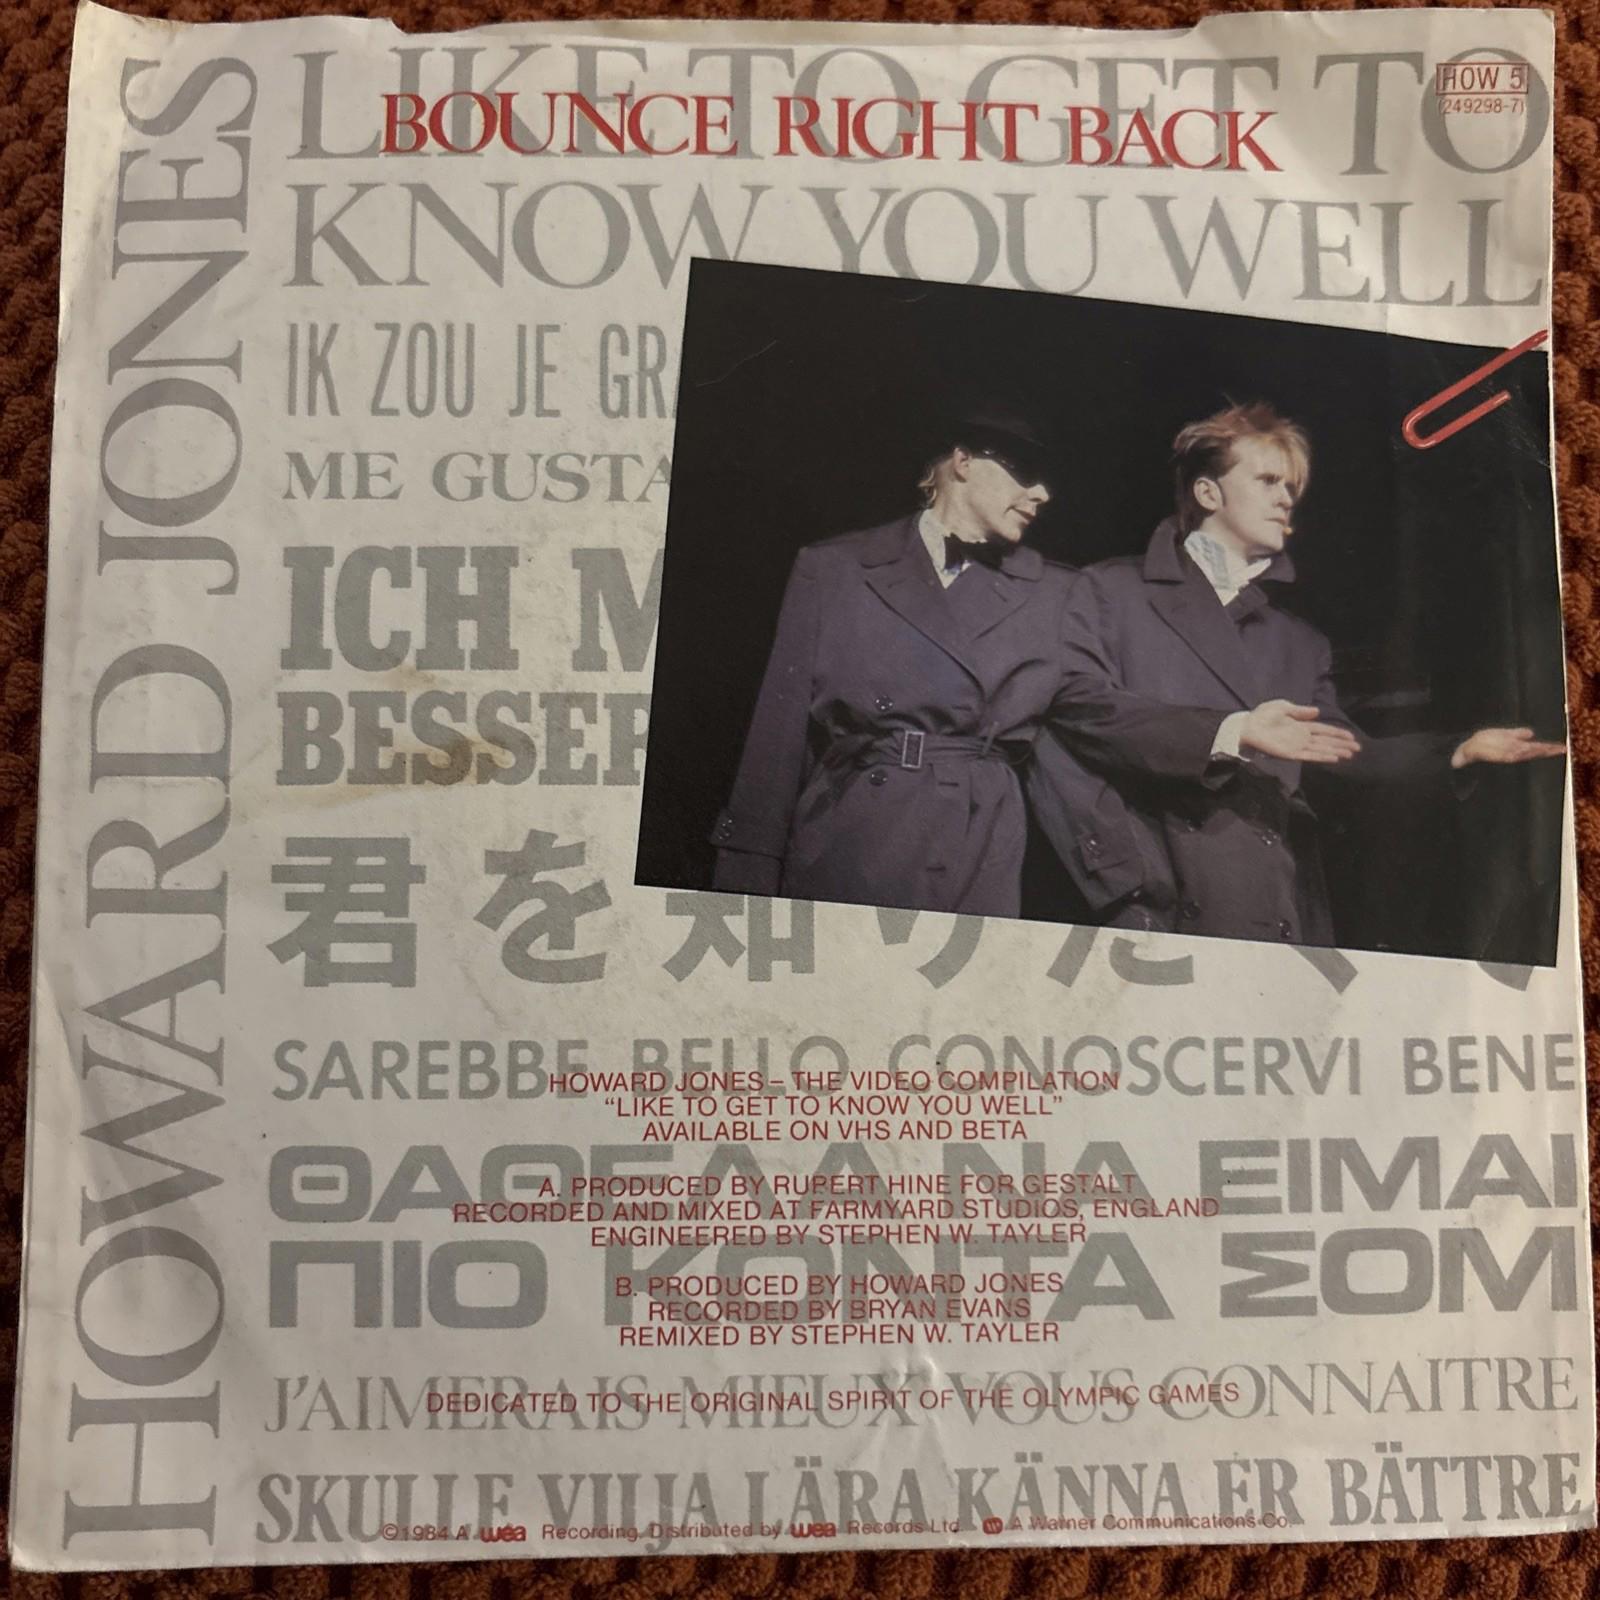 HOWARD JONES
LIKE TO GET TO
KNOW YOU WELL
BOUNCE RIGHT BACK
HOW 5
(249298-7)
IK ZOU JE GRA
ME GUSTA
ICH M
BESSER
君を知りたい
SAREBBE BELLO CONOSCERVI BENE
HOWARD JONES – THE VIDEO COMPILATION
“LIKE TO GET TO KNOW YOU WELL”
AVAILABLE ON VHS AND BETA
ΘΑΘΕΛΑ ΝΑ ΕΙΜΑΙ
A. PRODUCED BY RUPERT HINE FOR GESTALT
RECORDED AND MIXED AT FARMYARD STUDIOS, ENGLAND
ENGINEERED BY STEPHEN W. TAYLER
ΠΙΟ ΚΟΝΤΑ ΣΟΜ
B. PRODUCED BY HOWARD JONES
RECORDED BY BRYAN EVANS
REMIXED BY STEPHEN W. TAYLER
J'AIMERAIS MIEUX VOUS CONNAITRE
DEDICATED TO THE ORIGINAL SPIRIT OF THE OLYMPIC GAMES
SKULLE VILJA LÄRA KÄNNA ER BÄTTRE
©1984 A wea Recording. Distributed by wea Records Ltd. A Warner Communications Co.